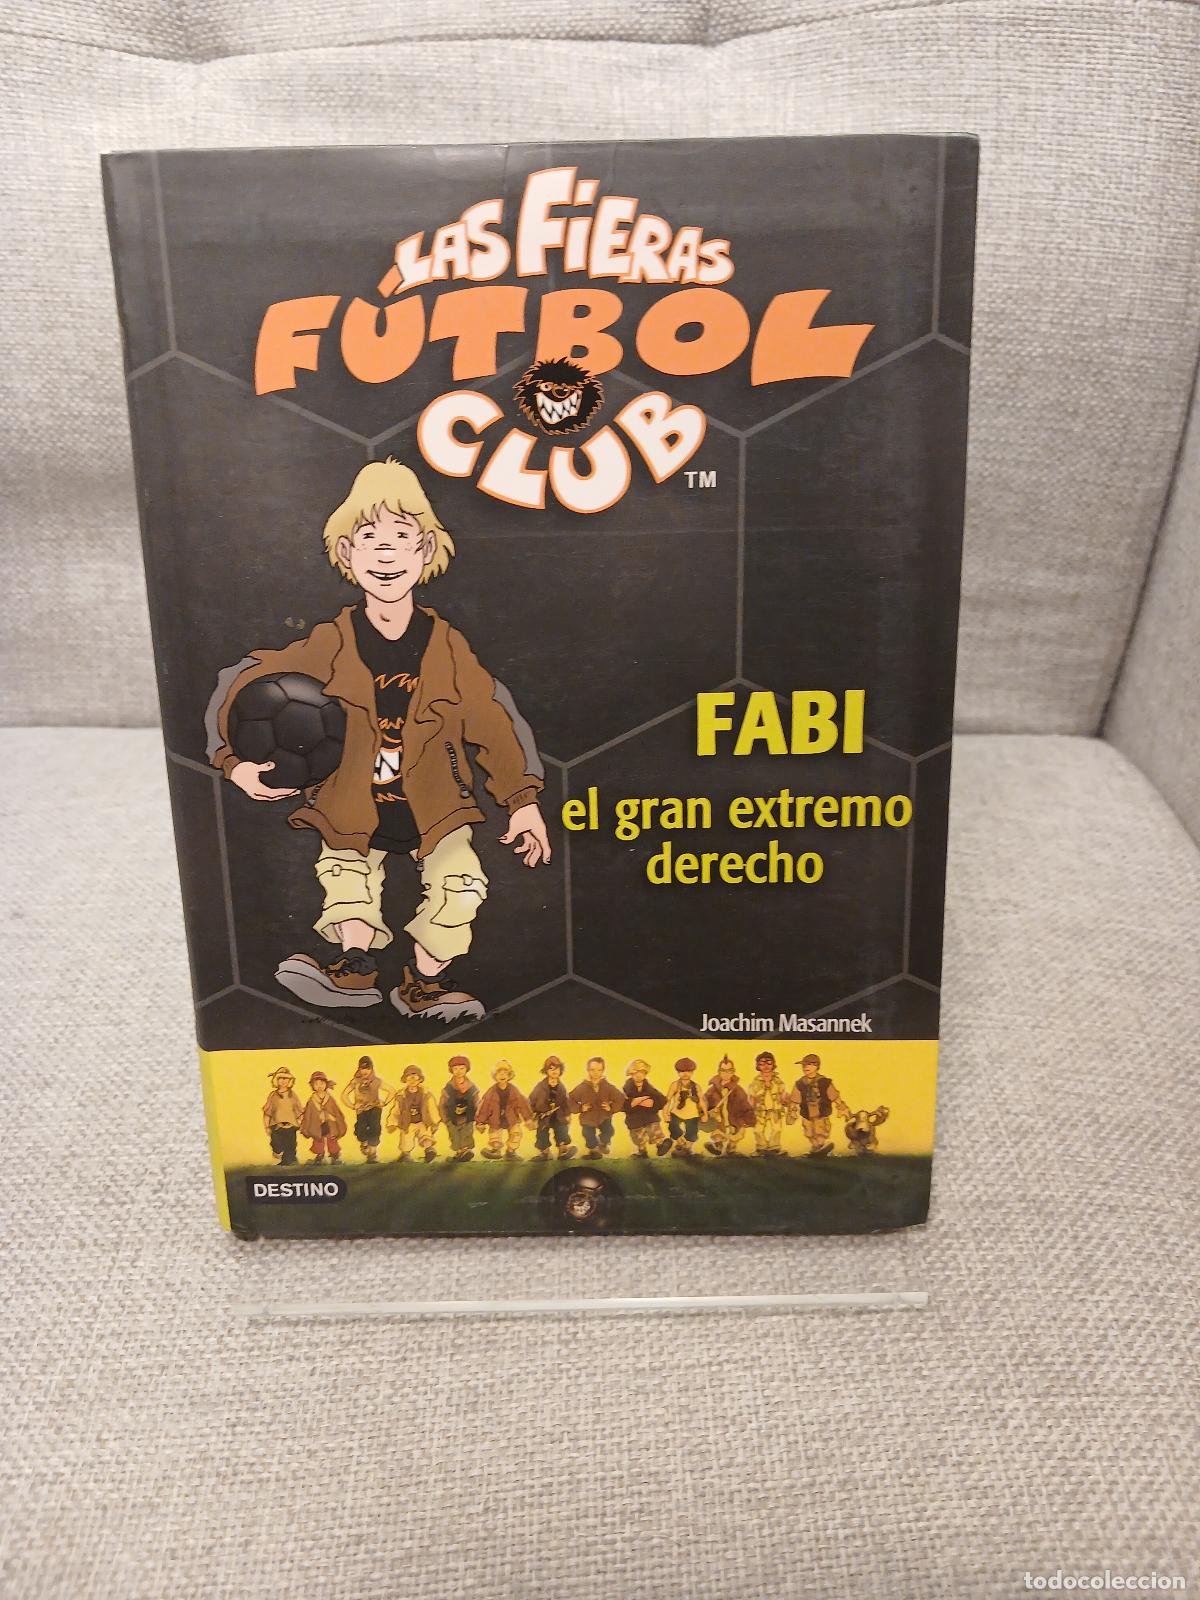 LAS FiERAS
FÚTBOL
CLUB
TM
FABI
el gran extremo
derecho
Joachim Masannek
DESTINO
todocoleccion